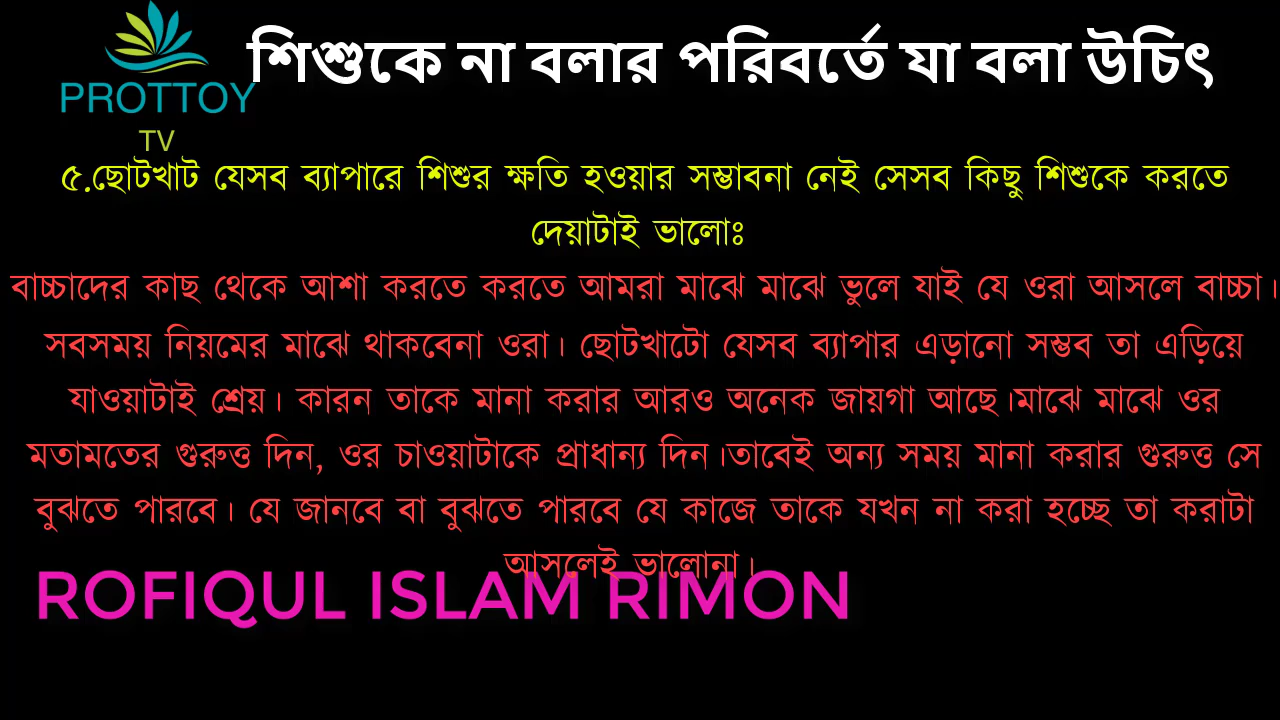 শিশুকে না বলার পরিবর্তে যা বলা উচিৎ
PROTTOY
TV
৫.ছোটখাট যেসব ব্যাপারে শিশুর ক্ষতি হওয়ার সম্ভাবনা নেই সেসব কিছু শিশুকে করতে
দেয়াটাই ভালোঃ
বাচ্চাদের কাছ থেকে আশা করতে করতে আমরা মাঝে মাঝে ভুলে যাই যে ওরা আসলে বাচ্চা।
সবসময় নিয়মের মাঝে থাকবেনা ওরা। ছোটখাটো যেসব ব্যাপার এড়ানো সম্ভব তা এড়িয়ে
যাওয়াটাই শ্রেয়। কারন তাকে মানা করার আরও অনেক জায়গা আছে।মাঝে মাঝে ওর
মতামতের গুরুত্ত দিন, ওর চাওয়াটাকে প্রাধান্য দিন।তাবেই অন্য সময় মানা করার গুরুত্ত সে
বুঝতে পারবে। যে জানবে বা বুঝতে পারবে যে কাজে তাকে যখন না করা হচ্ছে তা করাটা
আসলেই ভালোনা।
ROFIQUL ISLAM RIMON